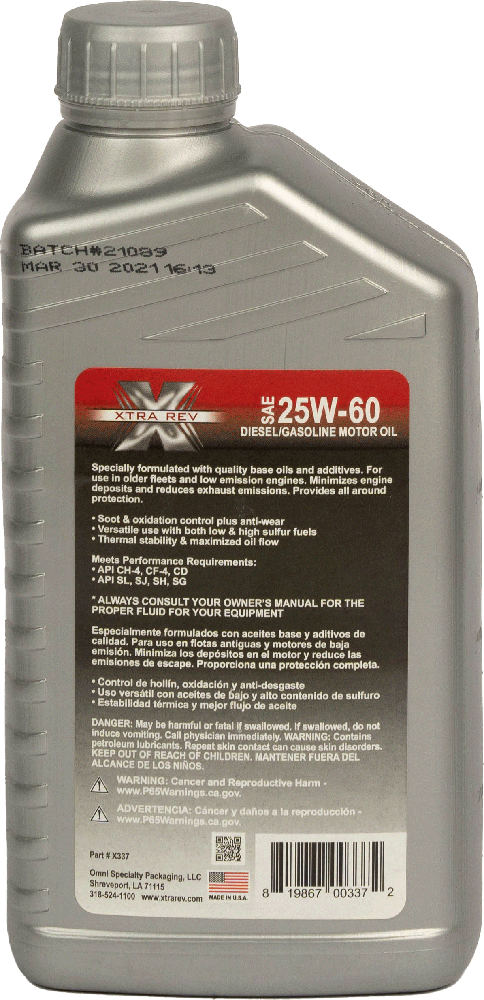 BATCH#21089
MAR 30 2021 16:13
X
XTRA REV
SAE 25W-60
DIESEL/GASOLINE MOTOR OIL
Specially formulated with quality base oils and additives. For
use in older fleets and low emission engines. Minimizes engine
deposits and reduces exhaust emissions. Provides all around
protection.
• Soot & oxidation control plus anti-wear
• Versatile use with both low & high sulfur fuels
• Thermal stability & maximized oil flow
Meets Performance Requirements:
• API CH-4, CF-4, CD
• API SL, SJ, SH, SG
* ALWAYS CONSULT YOUR OWNER'S MANUAL FOR THE
PROPER FLUID FOR YOUR EQUIPMENT
Especialmente formulados con aceites base y aditivos de
calidad. Para uso en flotas antiguas y motores de baja
emisión. Minimiza los depósitos en el motor y reduce las
emisiones de escape. Proporciona una protección completa.
• Control de hollín, oxidación y anti-desgaste
• Uso versátil con aceites de bajo y alto contenido de sulfuro
• Estabilidad térmica y mejor flujo de aceite
DANGER: May be harmful or fatal if swallowed. If swallowed, do not
induce vomiting. Call physician immediately. WARNING: Contains
petroleum lubricants. Repeat skin contact can cause skin disorders.
KEEP OUT OF REACH OF CHILDREN. MANTENER FUERA DEL
ALCANCE DE LOS NIÑOS.
WARNING: Cancer and Reproductive Harm -
www.P65Warnings.ca.gov.
ADVERTENCIA: Cáncer y daños a la reproducción -
www.P65Warnings.ca.gov.
Part # X337
Omni Specialty Packaging, LLC
Shreveport, LA 71115
318-524-1100 www.xtrarev.com
MADE IN U.S.A.
8 19867 00337 2